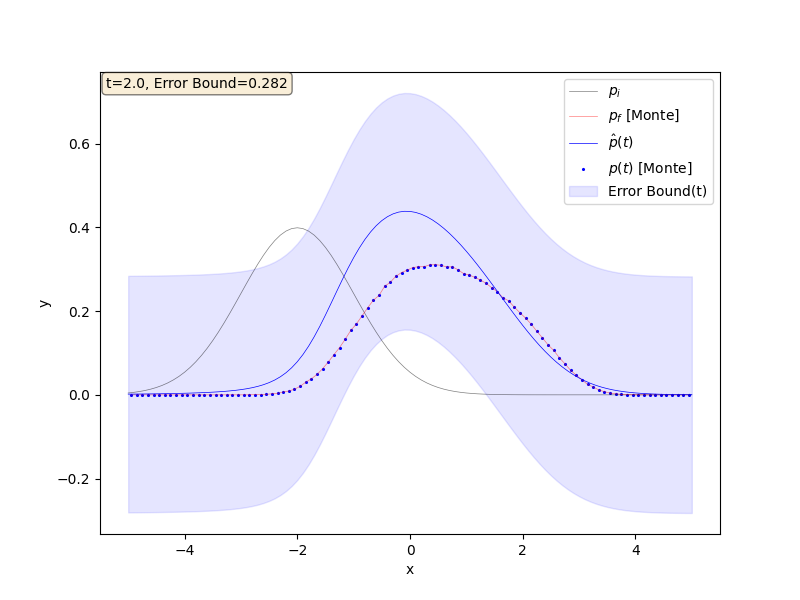 t=2.0, Error Bound=0.282
p_i
p_f [Monte]
p̂(t)
p(t) [Monte]
Error Bound(t)
0.6
0.4
0.2
0.0
−0.2
y
−4
−2
0
2
4
x